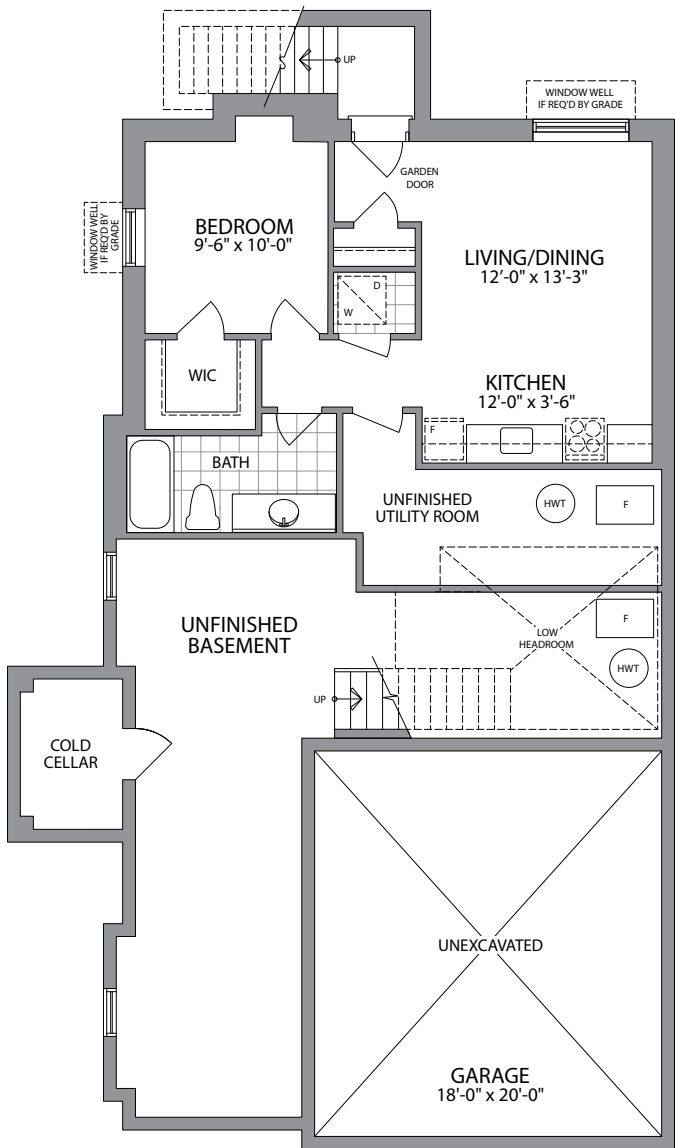 UP
WINDOW WELL
IF REQ'D BY GRADE
GARDEN
DOOR
BEDROOM
9'-6" x 10'-0"
WINDOW WELL
IF REQ'D BY
GRADE
LIVING/DINING
12'-0" x 13'-3"
D
W
WIC
KITCHEN
12'-0" x 3'-6"
F
BATH
UNFINISHED
UTILITY ROOM
HWT
F
UNFINISHED
BASEMENT
F
LOW
HEADROOM
HWT
UP
COLD
CELLAR
UNEXCAVATED
GARAGE
18'-0" x 20'-0"